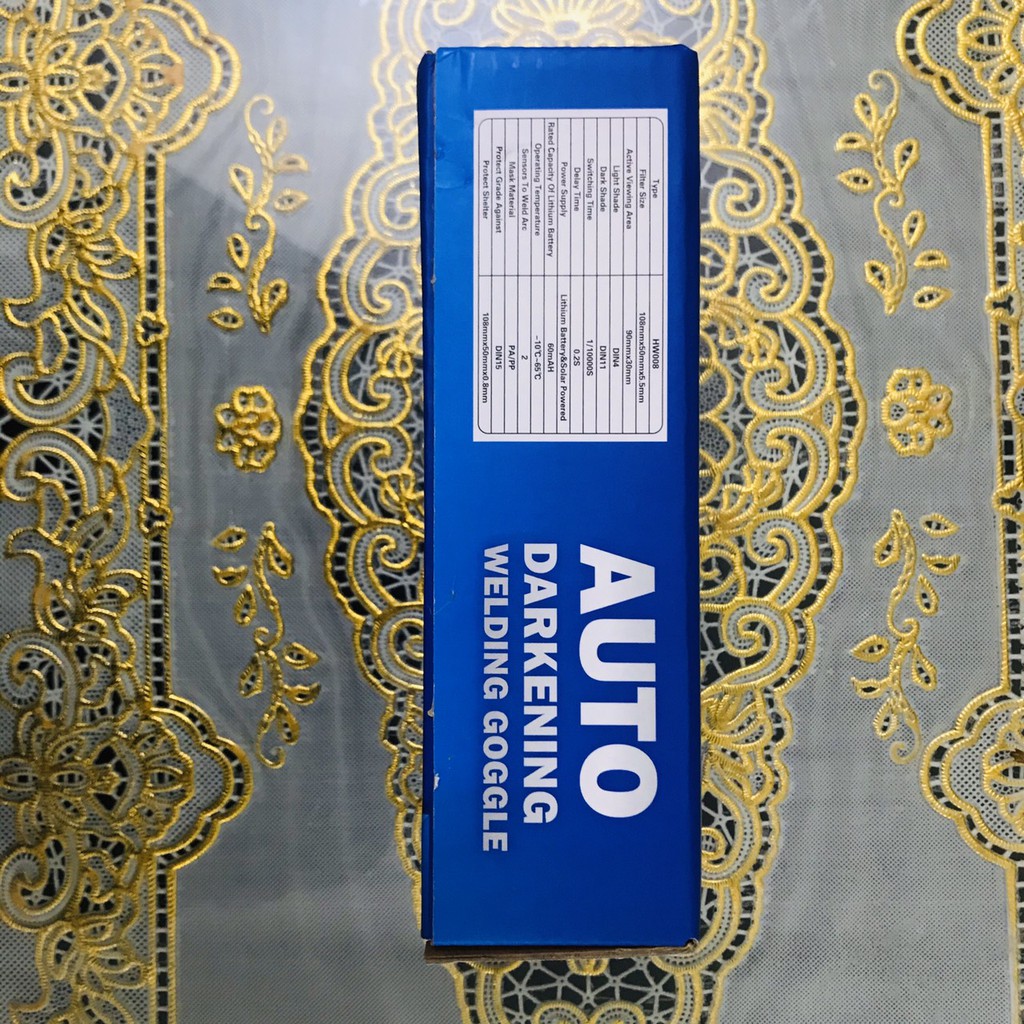 Type HW008
Filter Size 108mmx50mmx5.5mm
Active Viewing Area 90mmx30mm
Light Shade DIN4
Dark Shade DIN11
Switching Time 1/10000S
Delay Time 0.2S
Power Supply Lithium Battery&Solar Powered
Rated Capacity Of Lithium Battery 60mAH
Operating Temperature -10℃~65℃
Sensors To Weld Arc 2
Mask Material PA/PP
Protect Grade Against DIN15
Protect Shelter 108mmx50mmx0.8mm
AUTO
DARKENING
WELDING GOGGLE